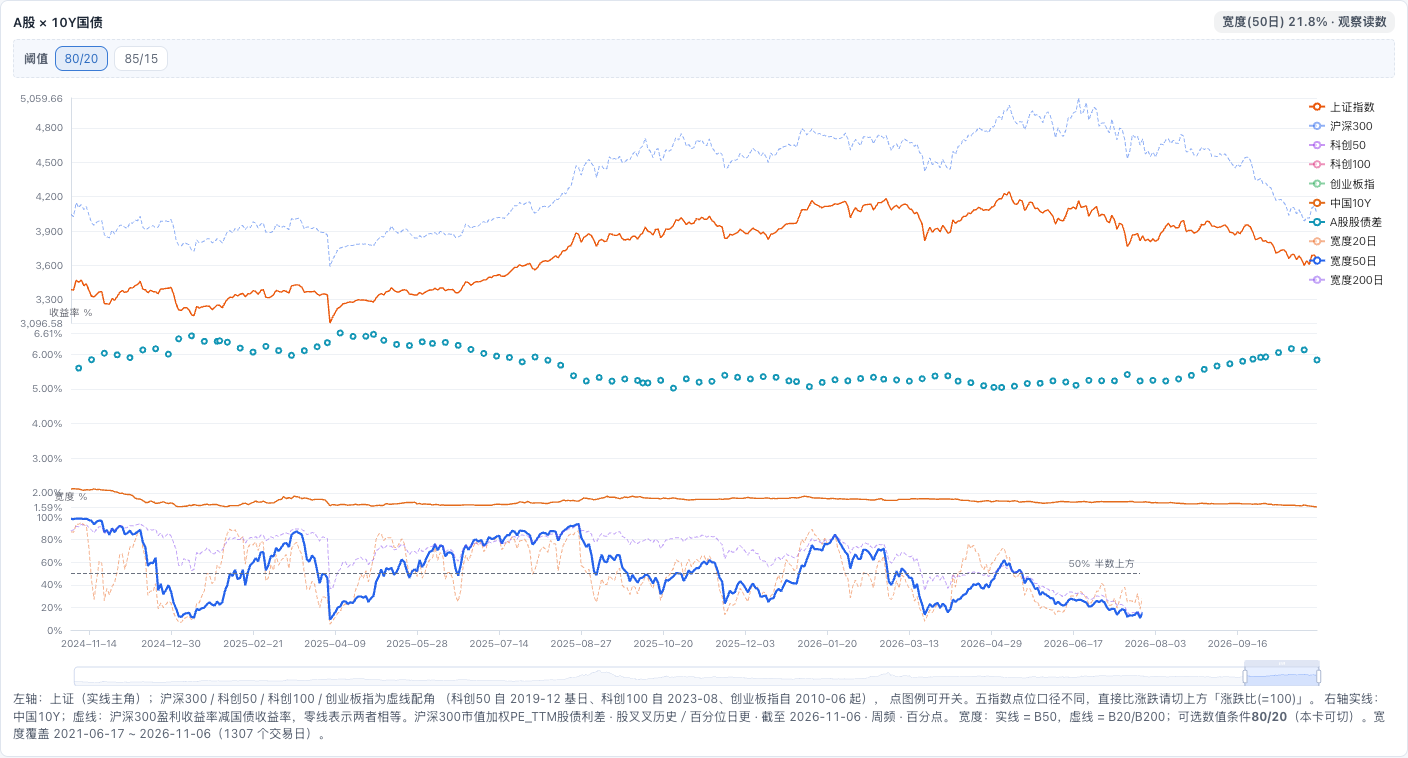 A股 × 10Y国债
宽度(50日) 21.8% · 观察读数
阈值
80/20
85/15
5,059.66
4,800
4,500
4,200
3,900
3,600
3,300
3,096.58
收益率 %
6.61%
6.00%
5.00%
4.00%
3.00%
2.00%
1.59%
宽度 %
100%
80%
60%
40%
20%
0%
50% 半数上方
上证指数
沪深300
科创50
科创100
创业板指
中国10Y
A股股债差
宽度20日
宽度50日
宽度200日
2024-11-14
2024-12-30
2025-02-21
2025-04-09
2025-05-28
2025-07-14
2025-08-27
2025-10-20
2025-12-03
2026-01-20
2026-03-13
2026-04-29
2026-06-17
2026-08-03
2026-09-16
左轴：上证（实线主角）；沪深300 / 科创50 / 科创100 / 创业板指为虚线配角 （科创50 自 2019-12 基日、科创100 自 2023-08、创业板指自 2010-06 起）， 点图例可开关。五指数点位口径不同，直接比涨跌请切上方「涨跌比(=100)」。 右轴实线：
中国10Y；虚线：沪深300盈利收益率减国债收益率，零线表示两者相等。沪深300市值加权PE_TTM股债利差 · 股叉叉历史 / 百分位日更 · 截至 2026-11-06 · 周频 · 百分点。 宽度：实线 = B50，虚线 = B20/B200；可选数值条件80/20（本卡可切）。宽
度覆盖 2021-06-17 ~ 2026-11-06（1307 个交易日）。